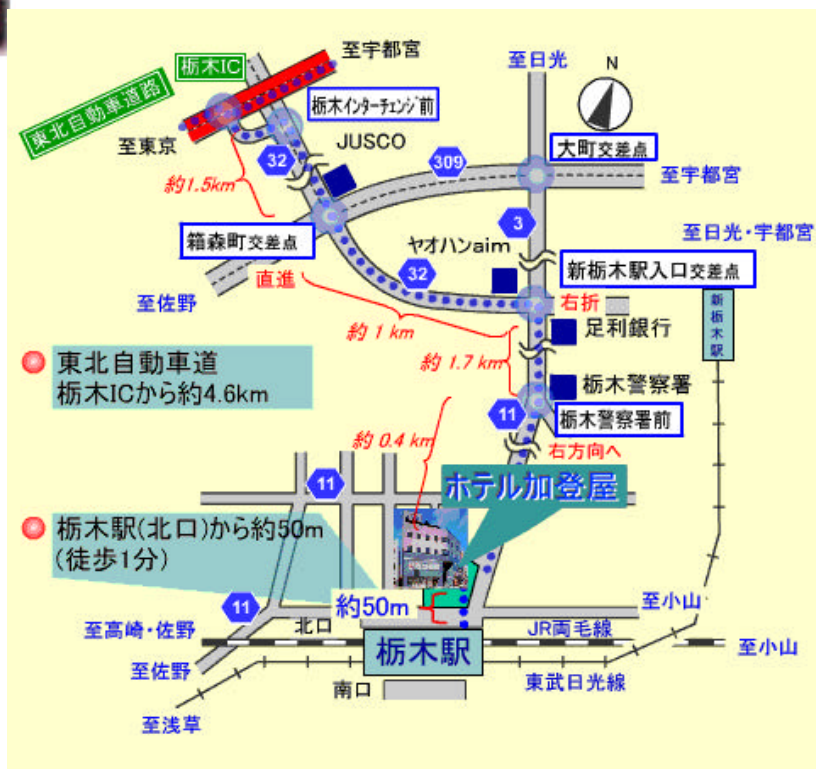 至宇都宮
栃木IC
至日光
N
東北自動車道路
栃木インターチェンジ前
至東京
JUSCO
大町交差点
32
309
至宇都宮
約1.5km
3
箱森町交差点
ヤオハンaim
至日光・宇都宮
32
新栃木駅入口交差点
至佐野
直進
右折
新栃木駅
約 1 km
足利銀行
東北自動車道
栃木ICから約4.6km
約 1.7 km
栃木警察署
11
栃木警察署前
約 0.4 km
右方向へ
11
ホテル加登屋
栃木駅(北口)から約50m
(徒歩1分)
11
約50m
至小山
至高崎・佐野
北口
JR両毛線
栃木駅
至小山
至佐野
南口
東武日光線
至浅草